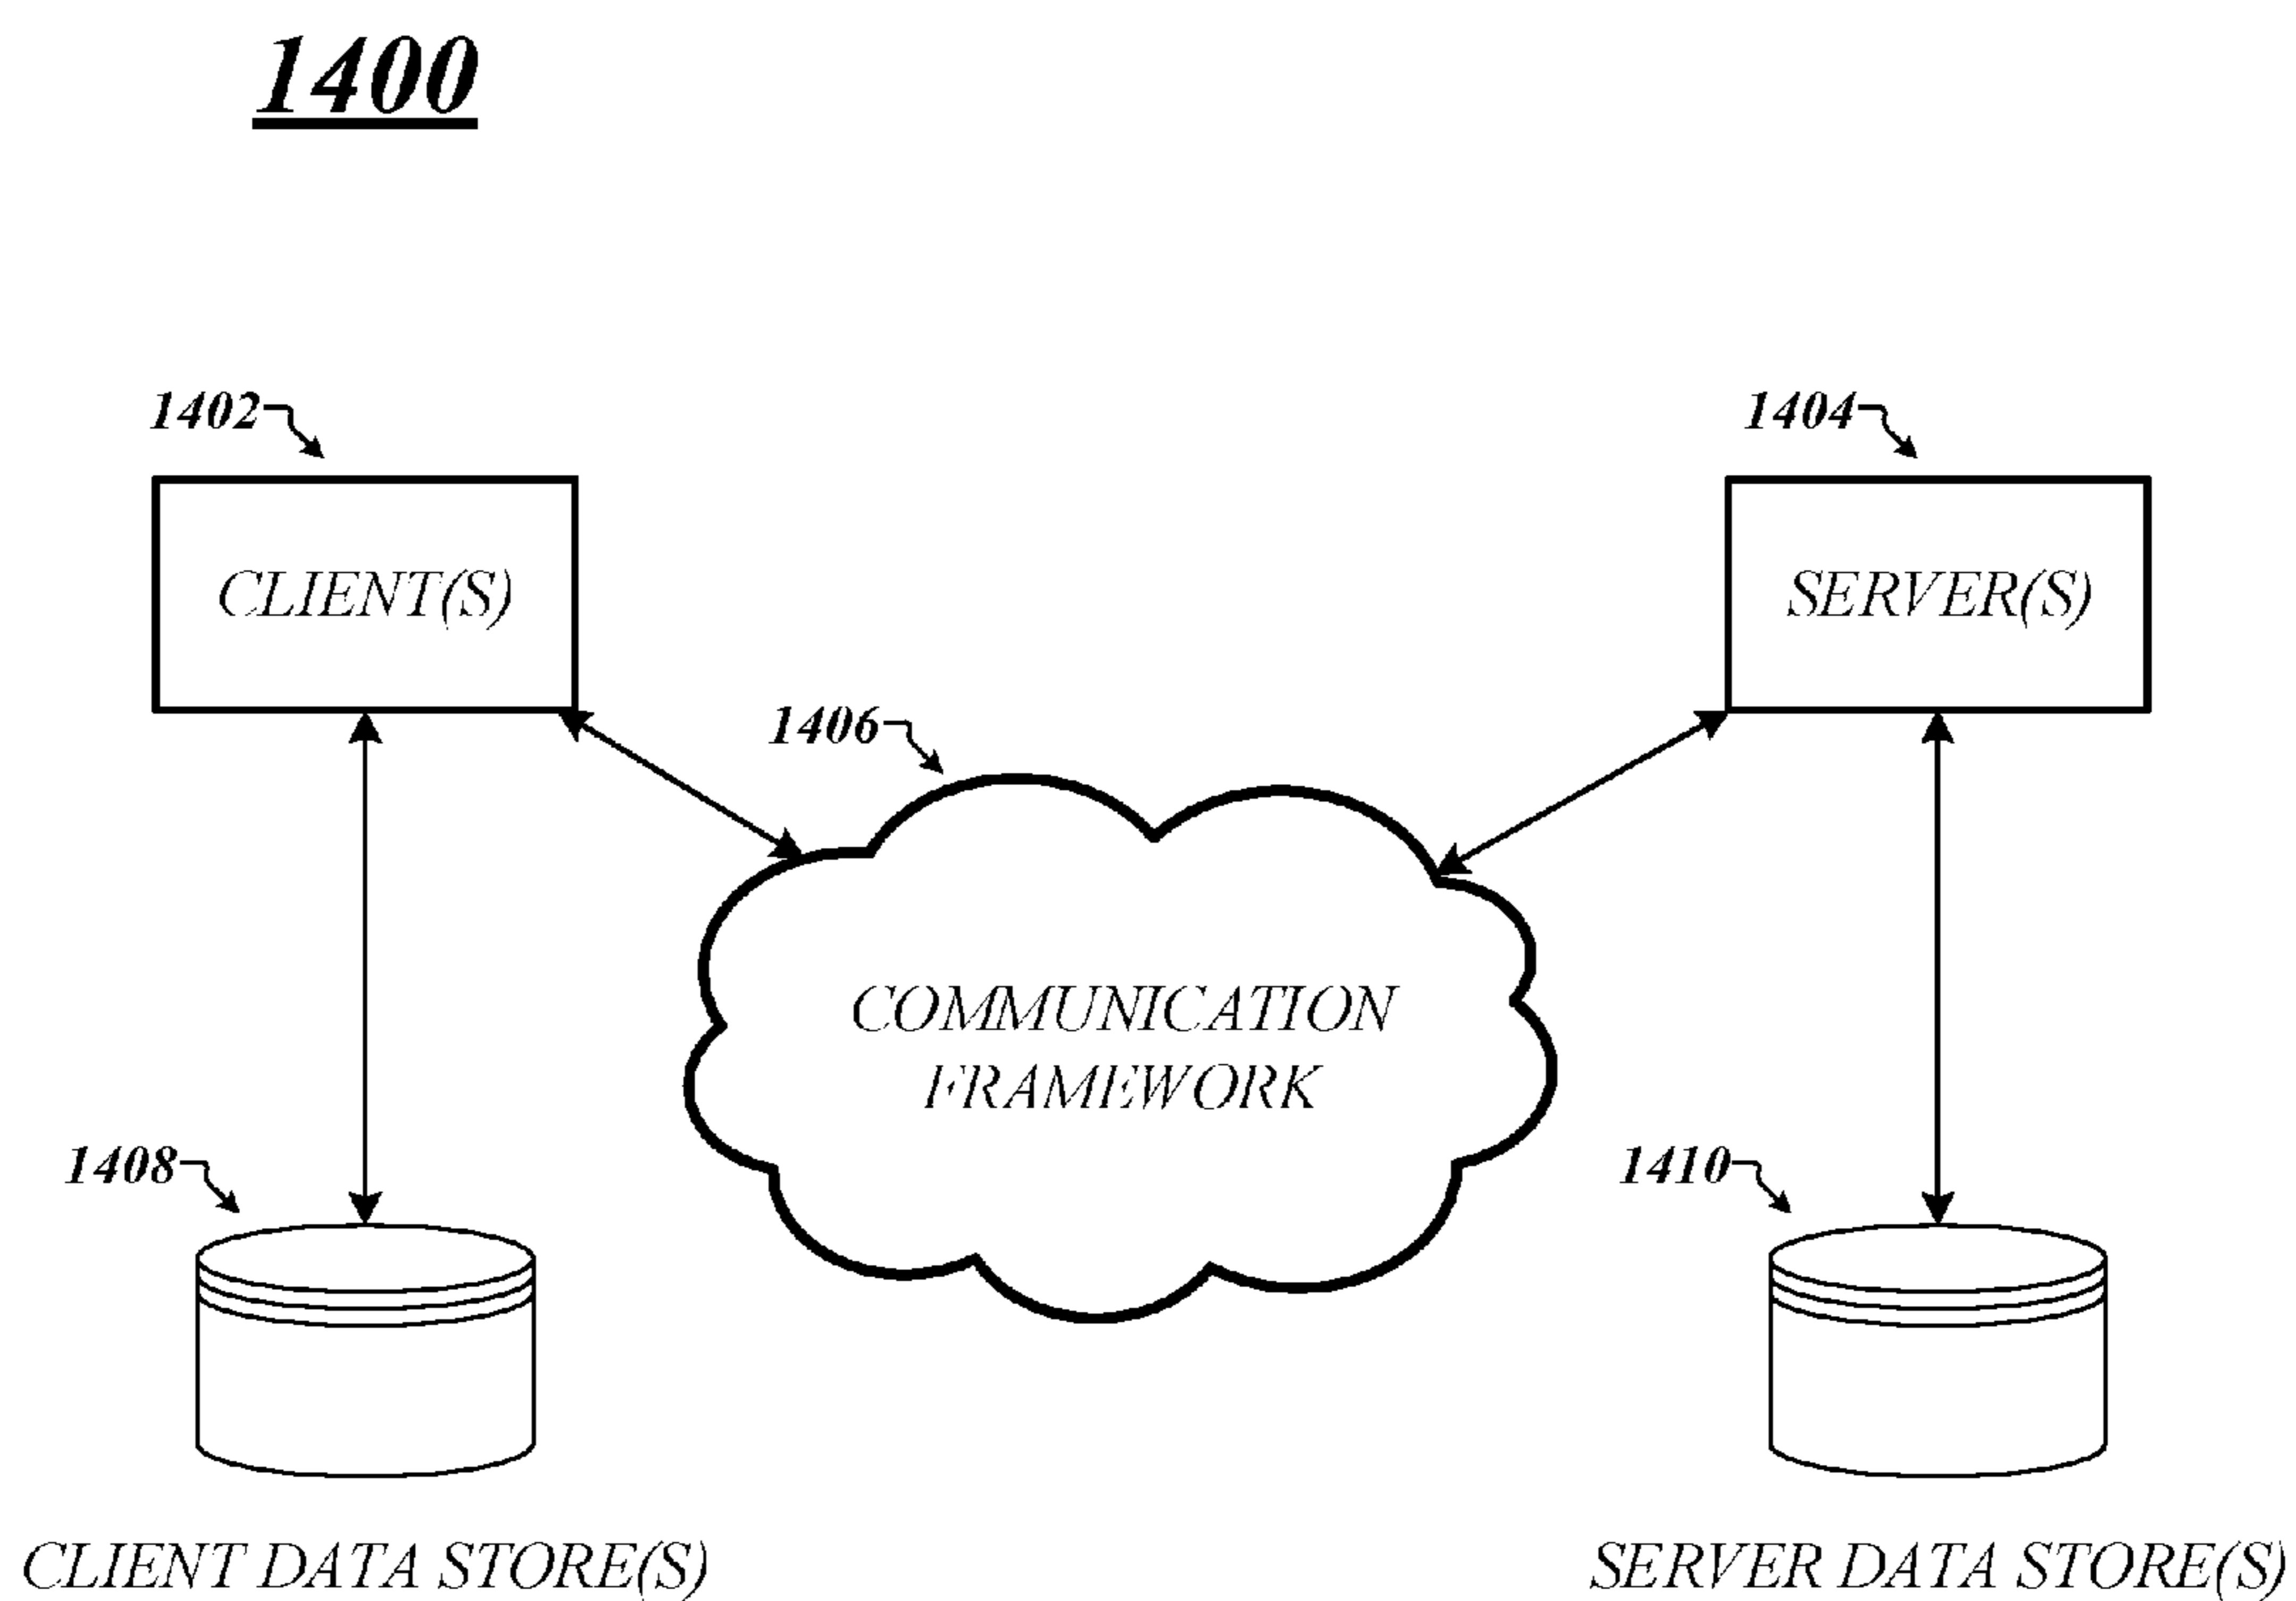 1400
1402
1404
CLIENT(S)
SERVER(S)
1406
COMMUNICATION
FRAMEWORK
1408
1410
CLIENT DATA STORE(S)
SERVER DATA STORE(S)